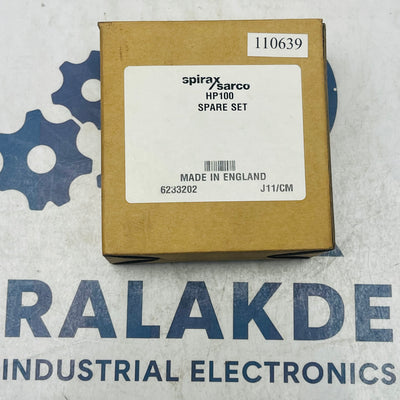 110639
spirax
/sarco
HP100
SPARE SET
MADE IN ENGLAND
6233202 J11/CM
RALAKDE
INDUSTRIAL ELECTRONICS